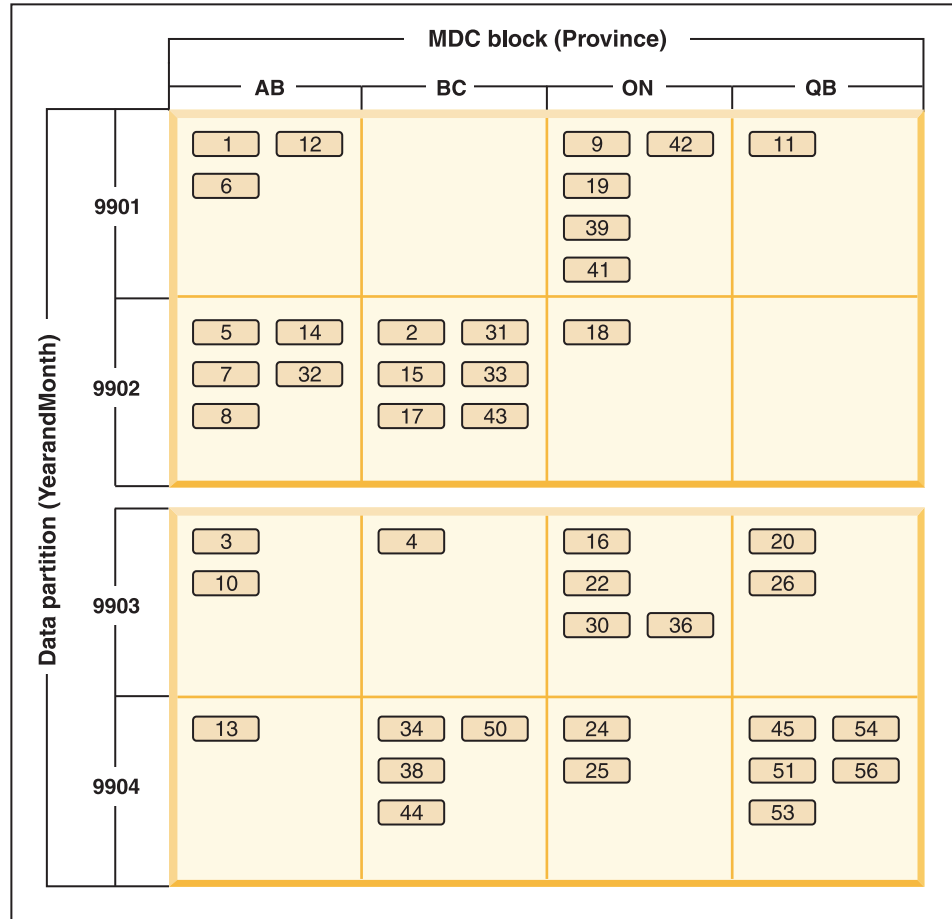 MDC block (Province)
AB BC ON QB
Data partition (YearandMonth)
9901
1 12 9 42 11
6 19
39
41
9902
5 14 2 31 18
7 32 15 33
8 17 43
9903
3 4 16 20
10 22 26
30 36
9904
13 34 50 24 45 54
38 25 51 56
44 53